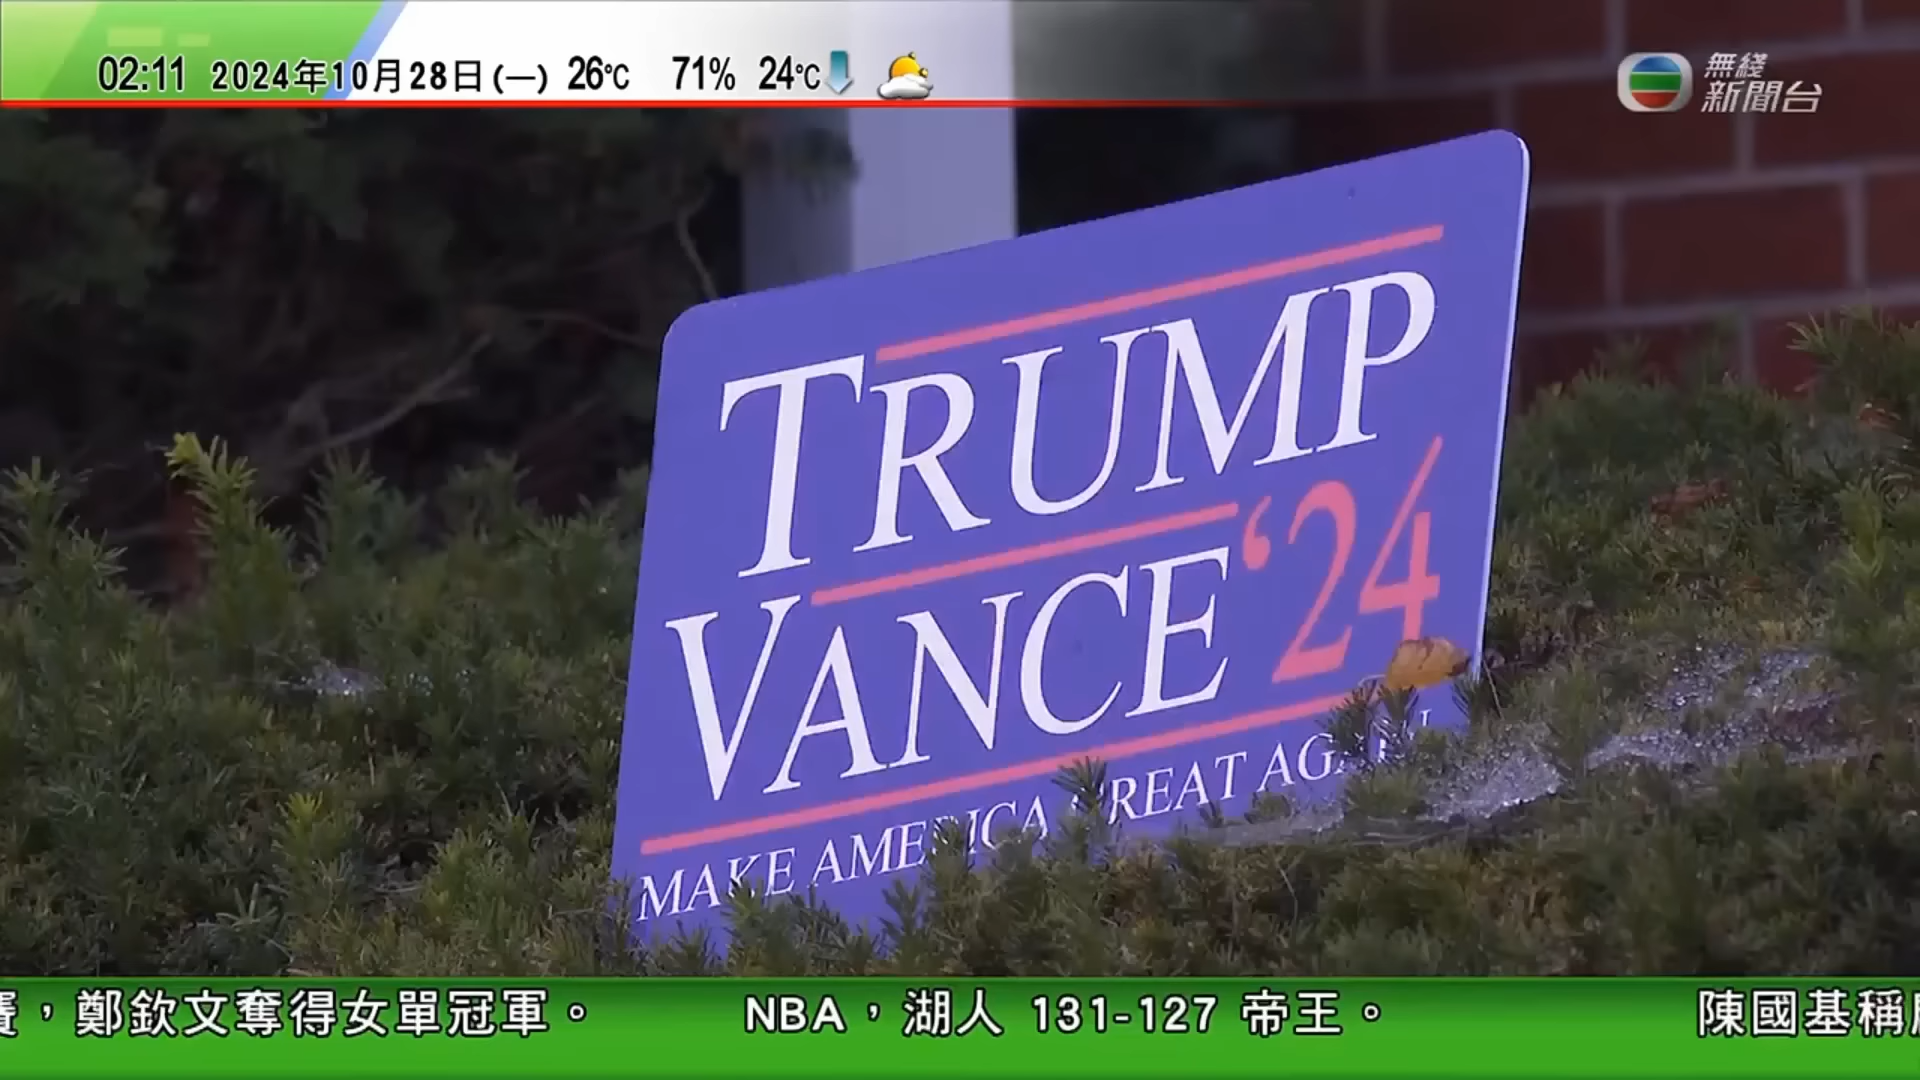 02:11 2024年10月28日(一) 26℃ 71% 24℃
無綫
新聞台
TRUMP
VANCE '24
MAKE AMERICA GREAT AGAIN
，鄭欽文奪得女單冠軍。 NBA，湖人 131-127 帝王。 陳國基稱